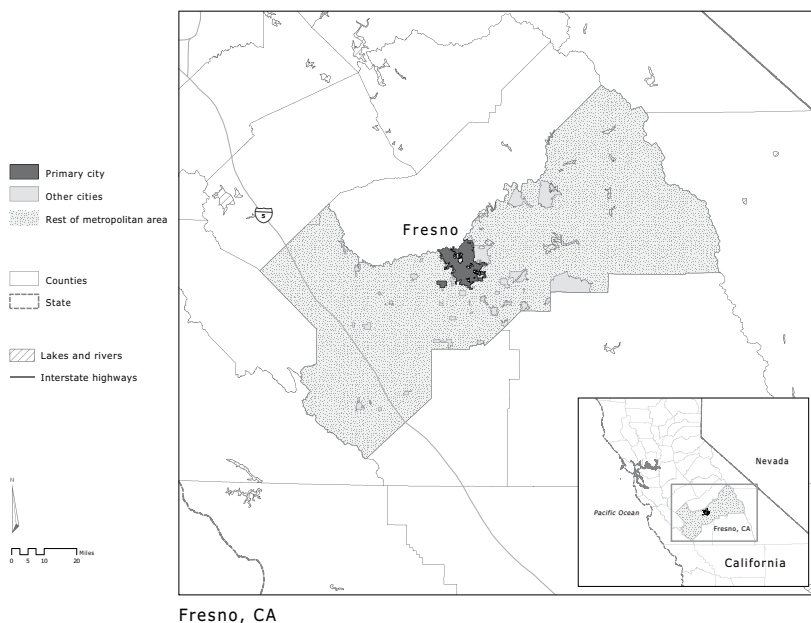 Primary city
Other cities
Rest of metropolitan area
Counties
State
Lakes and rivers
Interstate highways
N
Miles
0 5 10 20
5
Fresno
Nevada
Pacific Ocean
Fresno, CA
California
Fresno, CA